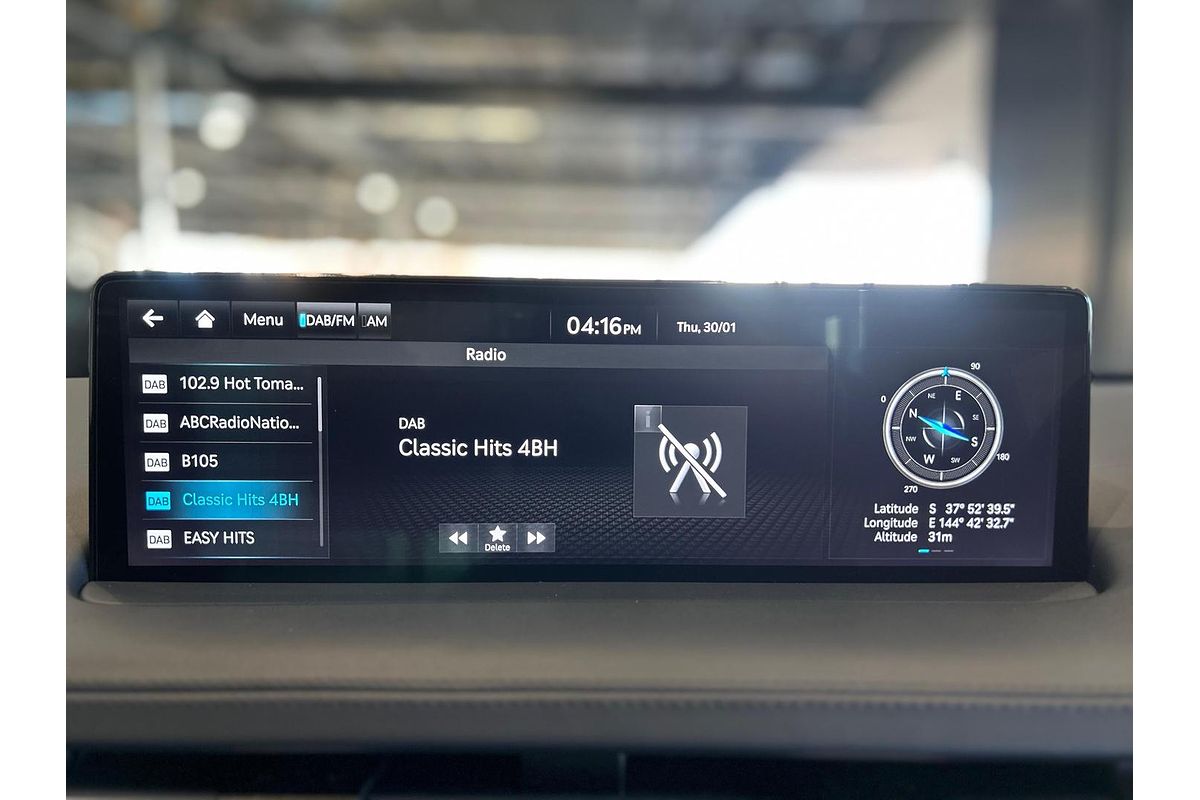 Menu DAB/FM AM 04:16PM Thu, 30/01
Radio
DAB 102.9 Hot Toma...
DAB ABCRadioNatio...
DAB B105
DAB Classic Hits 4BH
DAB EASY HITS
DAB
Classic Hits 4BH
i
Delete
0 90 180 270
N NE E SE S SW W NW
Latitude S 37° 52' 39.5"
Longitude E 144° 42' 32.7"
Altitude 31m